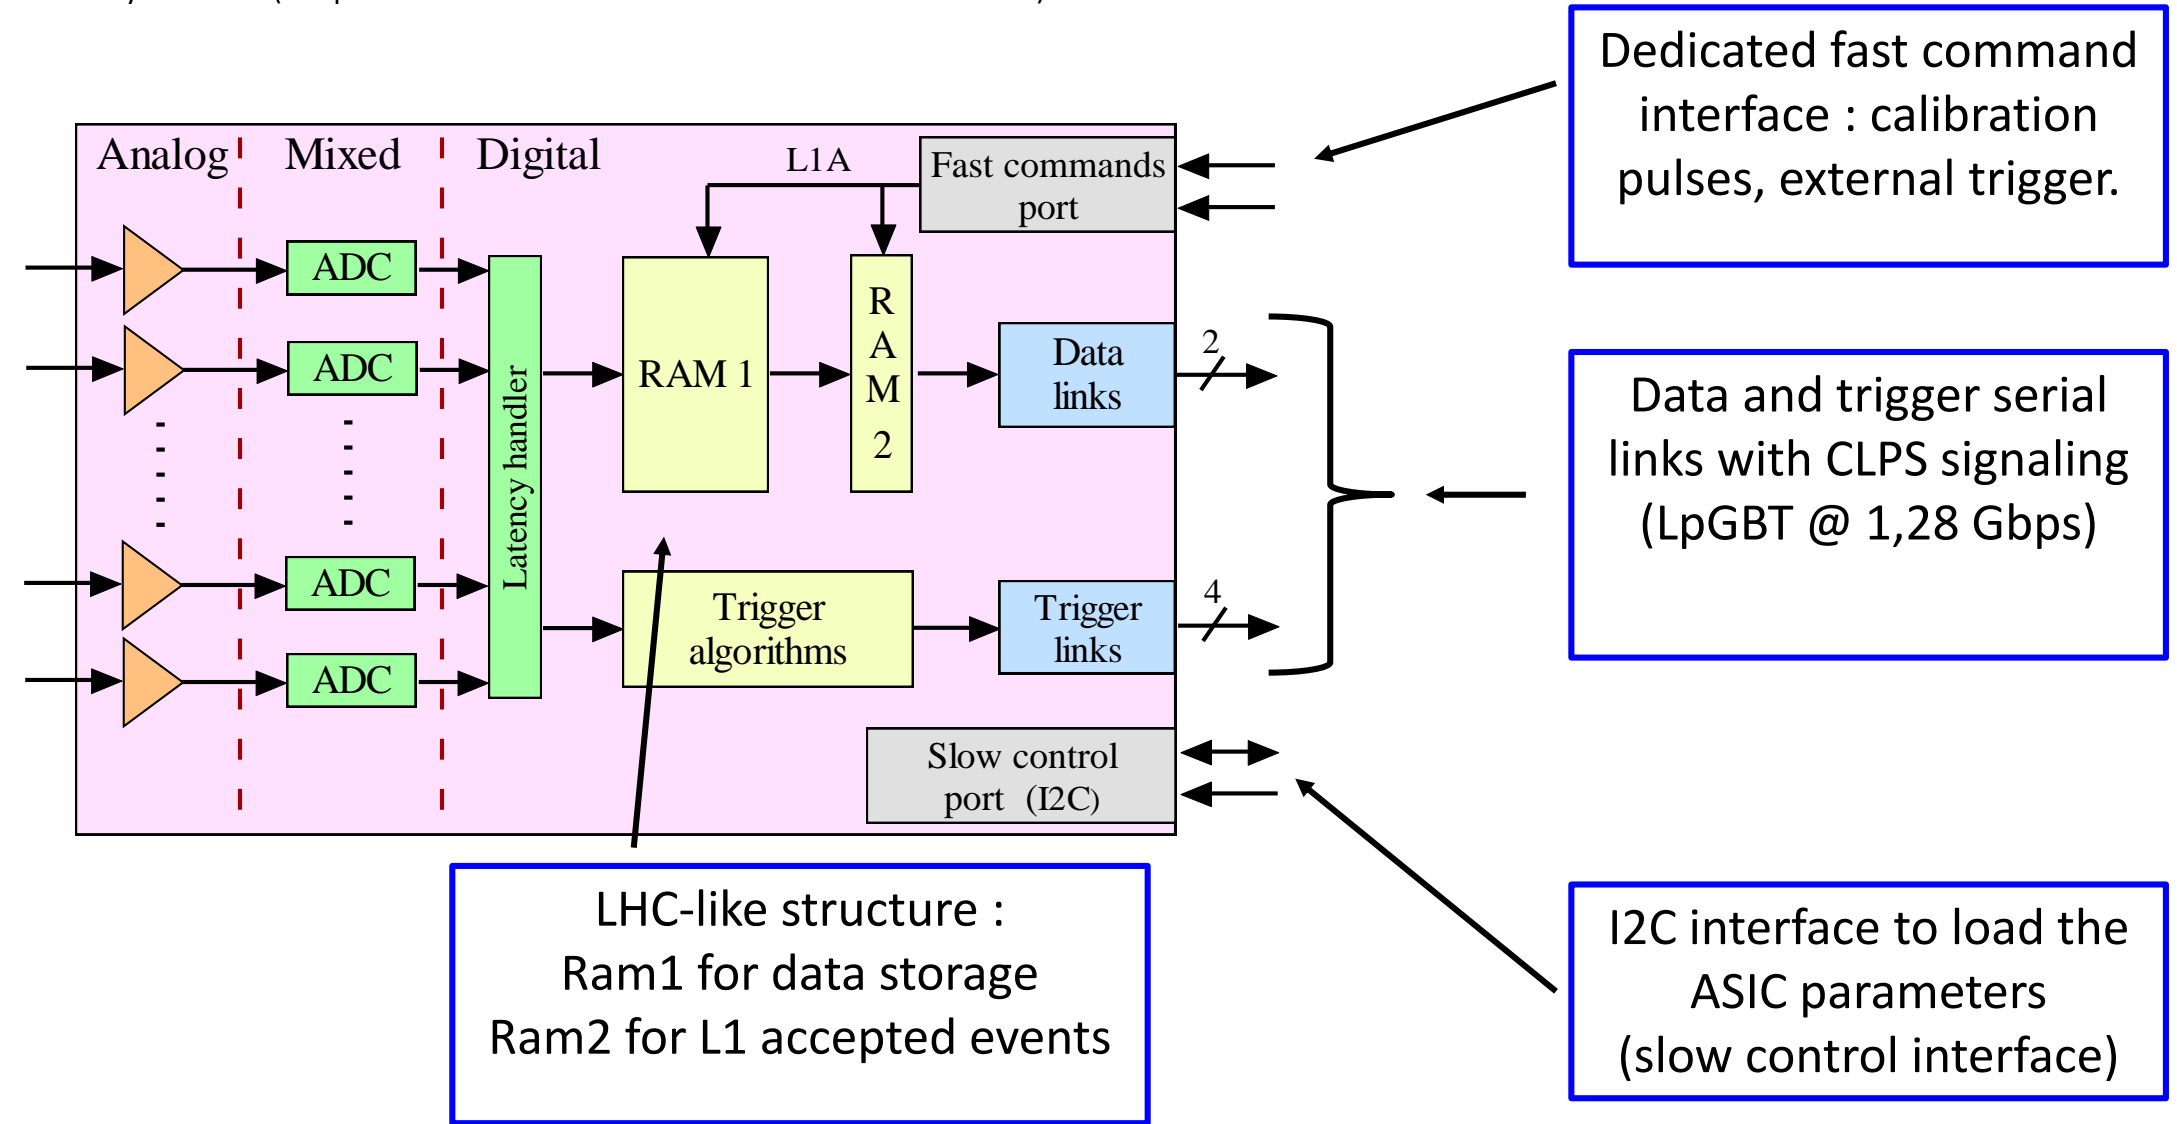 Dedicated fast command
interface : calibration
pulses, external trigger.
Analog
Mixed
Digital
L1A
Fast commands
port
ADC
ADC
ADC
ADC
Latency handler
RAM 1
R
A
M
2
Data
links
2
Trigger
algorithms
Trigger
links
4
Data and trigger serial
links with CLPS signaling
(LpGBT @ 1,28 Gbps)
Slow control
port (I2C)
LHC-like structure :
Ram1 for data storage
Ram2 for L1 accepted events
I2C interface to load the
ASIC parameters
(slow control interface)